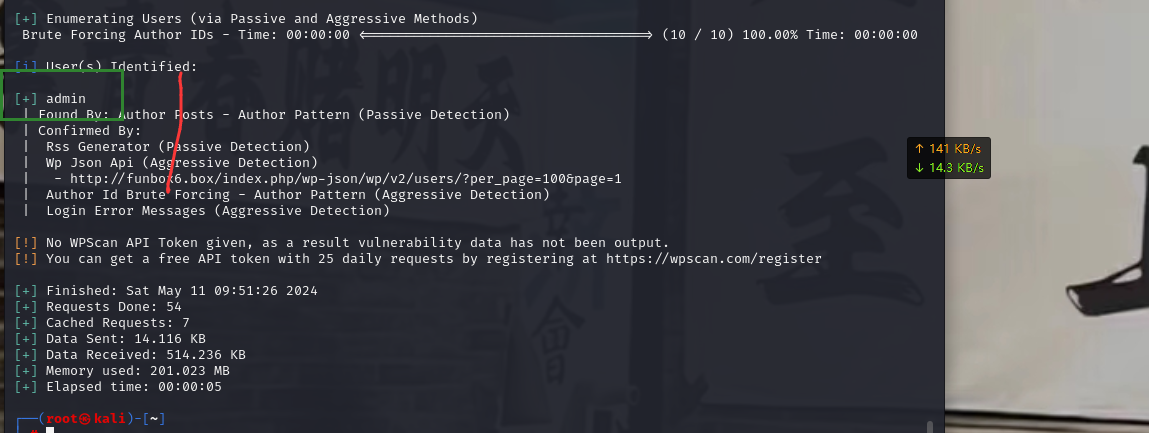 [+] Enumerating Users (via Passive and Aggressive Methods)
Brute Forcing Author IDs - Time: 00:00:00 <==============================> (10 / 10) 100.00% Time: 00:00:00
[i] User(s) Identified:
[+] admin
| Found By: Author Posts - Author Pattern (Passive Detection)
| Confirmed By:
|  Rss Generator (Passive Detection)
|  Wp Json Api (Aggressive Detection)
|   - http://funbox6.box/index.php/wp-json/wp/v2/users/?per_page=100&page=1
|  Author Id Brute Forcing - Author Pattern (Aggressive Detection)
|  Login Error Messages (Aggressive Detection)
↑ 141 KB/s
↓ 14.3 KB/s
[!] No WPScan API Token given, as a result vulnerability data has not been output.
[!] You can get a free API token with 25 daily requests by registering at https://wpscan.com/register
[+] Finished: Sat May 11 09:51:26 2024
[+] Requests Done: 54
[+] Cached Requests: 7
[+] Data Sent: 14.116 KB
[+] Data Received: 514.236 KB
[+] Memory used: 201.023 MB
[+] Elapsed time: 00:00:05
┌──(root㉿kali)-[~]
至
春睹明天
會